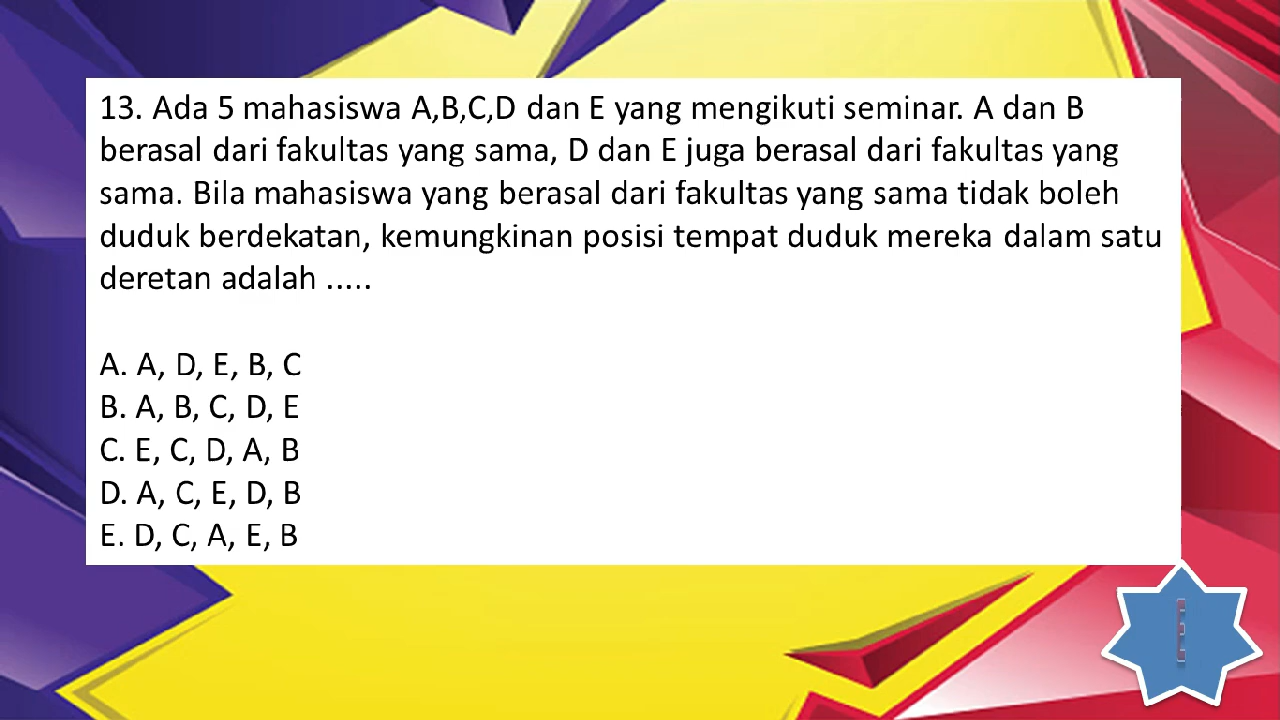 13. Ada 5 mahasiswa A,B,C,D dan E yang mengikuti seminar. A dan B
berasal dari fakultas yang sama, D dan E juga berasal dari fakultas yang
sama. Bila mahasiswa yang berasal dari fakultas yang sama tidak boleh
duduk berdekatan, kemungkinan posisi tempat duduk mereka dalam satu
deretan adalah .....
A. A, D, E, B, C
B. A, B, C, D, E
C. E, C, D, A, B
D. A, C, E, D, B
E. D, C, A, E, B